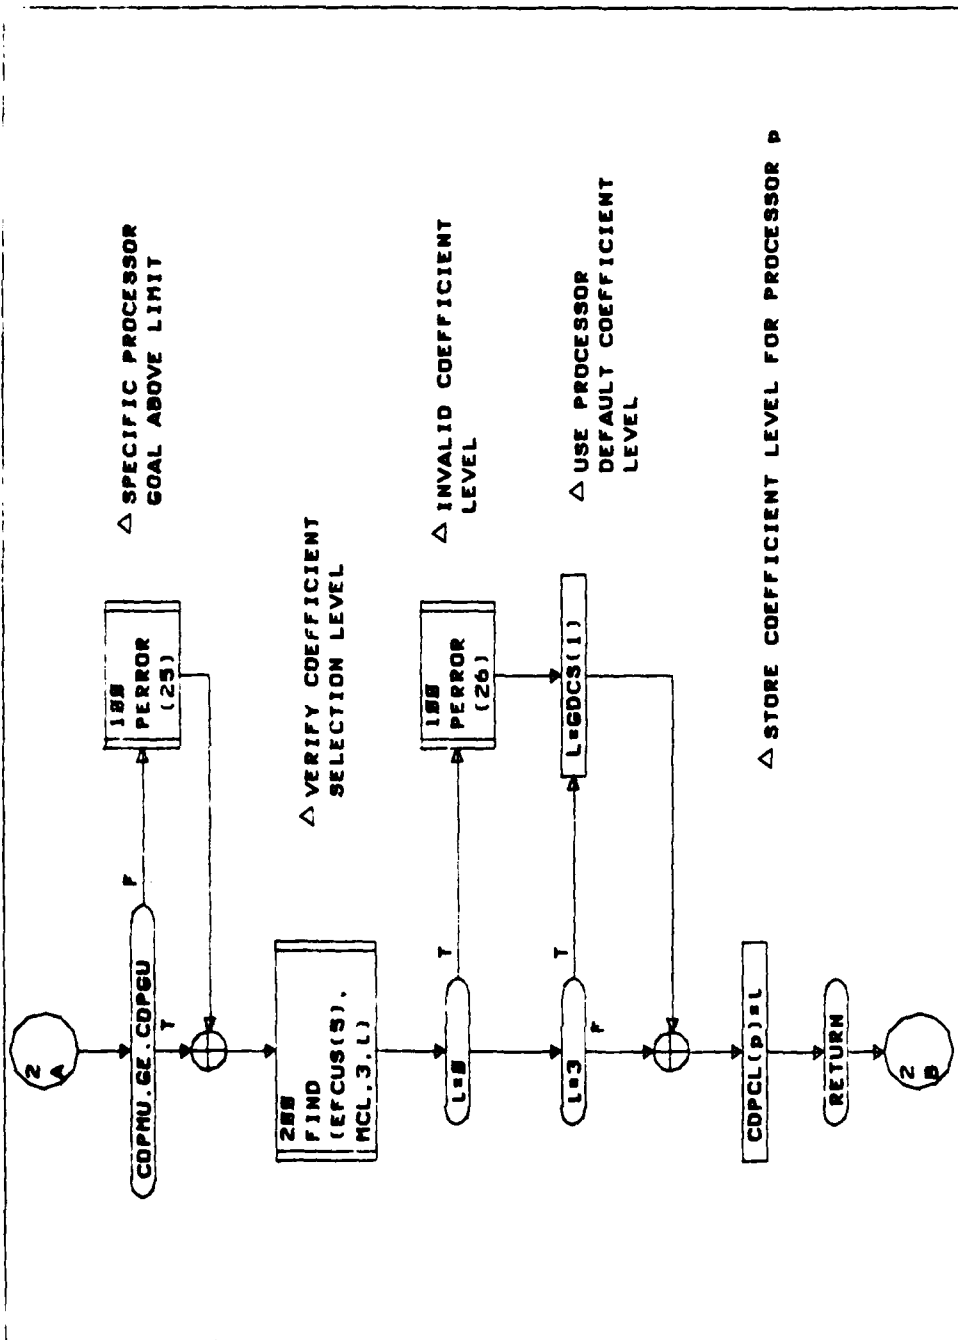 2
A
CDPMU.GE.CDPGU
F
T
100
PERROR
(25)
△ SPECIFIC PROCESSOR
GOAL ABOVE LIMIT
200
FIND
(EFCUS(5),
MCL,3,L)
△ VERIFY COEFFICIENT
SELECTION LEVEL
L=0
T
100
PERROR
(26)
△ INVALID COEFFICIENT
LEVEL
L=3
T
F
L=GDCS(1)
△ USE PROCESSOR
DEFAULT COEFFICIENT
LEVEL
CDPCL(p)=L
△ STORE COEFFICIENT LEVEL FOR PROCESSOR p
RETURN
2
B